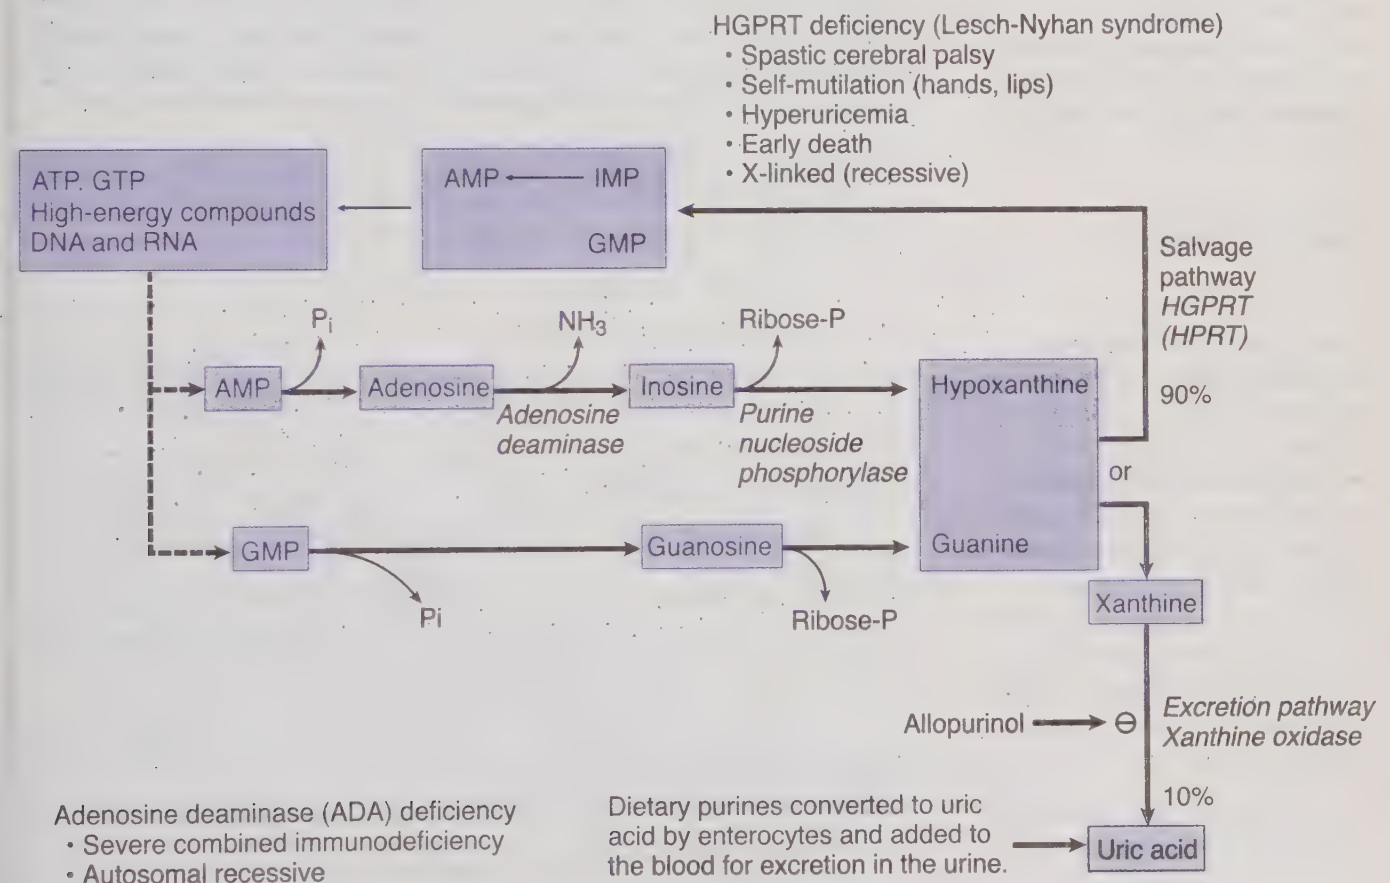 HGPRT deficiency (Lesch-Nyhan syndrome)
• Spastic cerebral palsy
• Self-mutilation (hands, lips)
• Hyperuricemia
• Early death
• X-linked (recessive)
ATP. GTP
High-energy compounds
DNA and RNA
AMP IMP
GMP
Salvage
pathway
HGPRT
(HPRT)
90%
Pi
NH3
Ribose-P
AMP
Adenosine
Inosine
Hypoxanthine
Adenosine
deaminase
Purine
nucleoside
phosphorylase
or
GMP
Guanosine
Guanine
Pi
Ribose-P
Xanthine
Allopurinol
⊖
Excretion pathway
Xanthine oxidase
10%
Uric acid
Adenosine deaminase (ADA) deficiency
• Severe combined immunodeficiency
• Autosomal recessive
Dietary purines converted to uric
acid by enterocytes and added to
the blood for excretion in the urine.